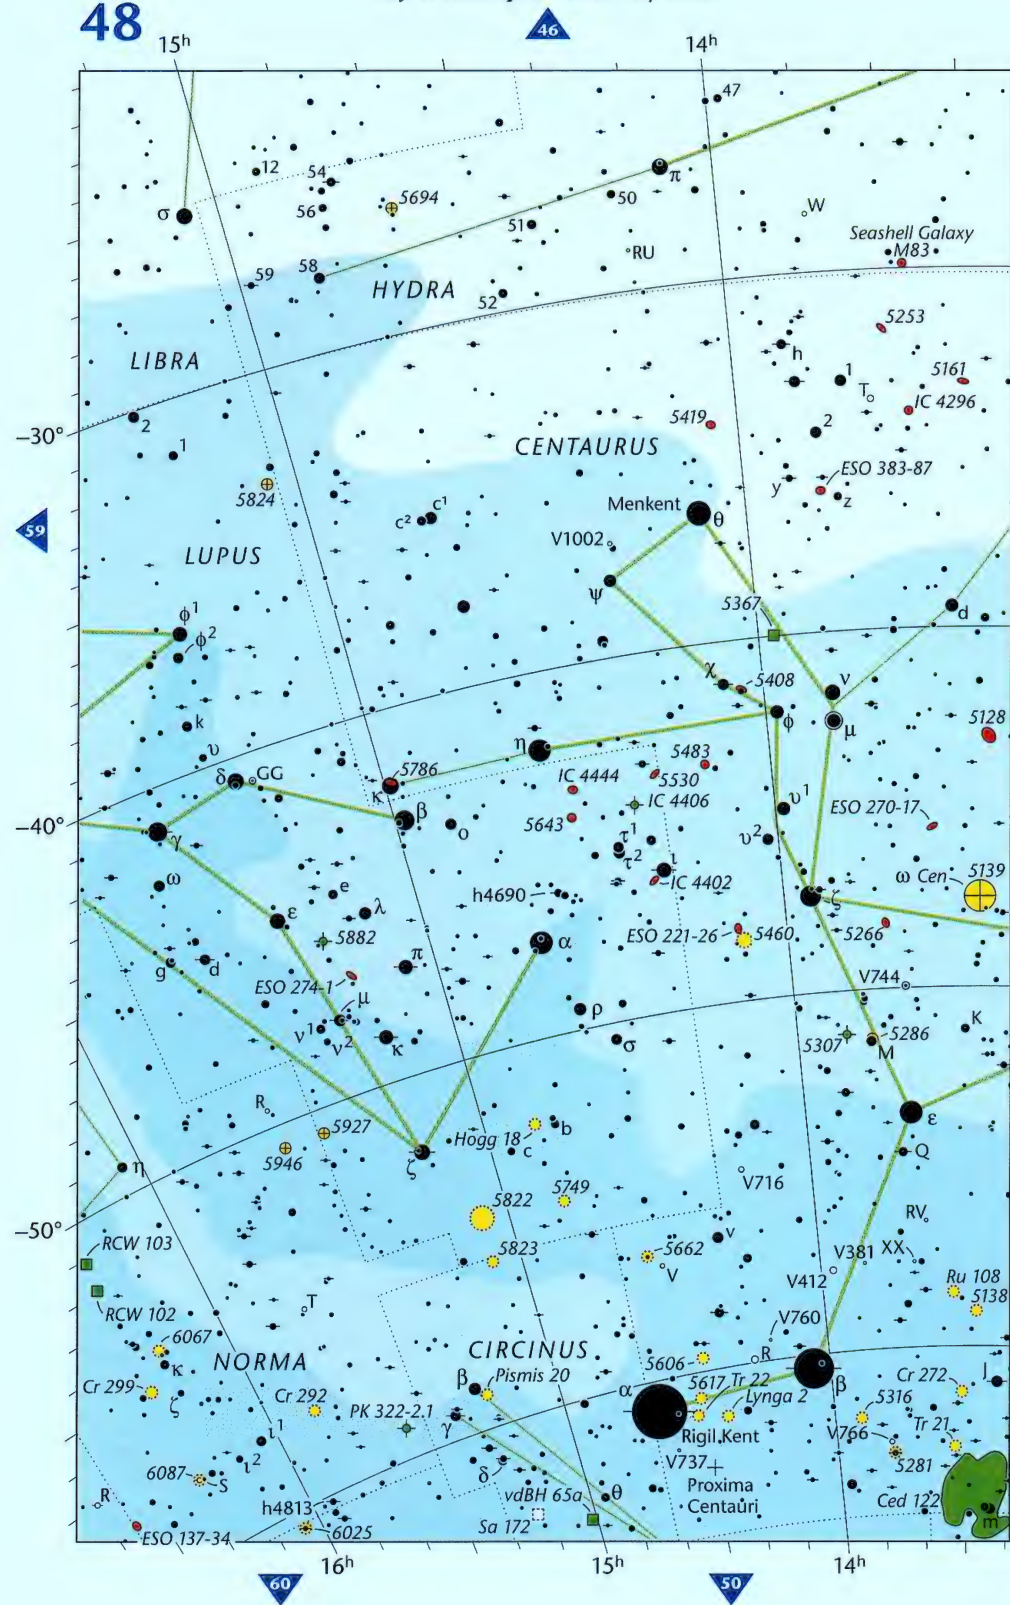 48
46
15ʰ
14ʰ
47
12
54
π
56
5694
50
W
σ
51
Seashell Galaxy
RU
M83
59
58
HYDRA
52
5253
LIBRA
h
1
5161
T
IC 4296
2
5419
2
−30°
1
CENTAURUS
ESO 383-87
y
z
5824
Menkent
θ
c¹
c²
59
V1002
LUPUS
ψ
5367
d
ϕ¹
ϕ²
χ
5408
ν
k
ϕ
μ
5128
υ
η
5483
δ
GG
5786
IC 4444
5530
κ
IC 4406
υ¹
ESO 270-17
β
ο
5643
−40°
γ
τ¹
υ²
τ²
ι
ω Cen
5139
ω
e
h4690
IC 4402
ζ
λ
ε
5882
α
ESO 221-26
5460
5266
g
d
π
ESO 274-1
V744
μ
ρ
ν¹
K
ν²
κ
σ
5307
5286
M
R
5927
b
ε
Hogg 18
5946
c
η
ζ
Q
V716
5749
5822
−50°
RV
v
RCW 103
5823
5662
V381
XX
V
V412
RCW 102
T
Ru 108
5138
6067
V760
NORMA
CIRCINUS
R
κ
5606
β
Pismis 20
α
5617
Tr 22
β
Cr 272
J
Cr 299
Cr 292
PK 322-2.1
Lynga 2
5316
ζ
γ
Rigil Kent
Tr 21
ι¹
V766
V737
5281
ι²
δ
Proxima
6087
S
Centauri
R
h4813
vdBH 65a
θ
Ced 122
m
ESO 137-34
6025
Sa 172
16ʰ
15ʰ
14ʰ
60
50